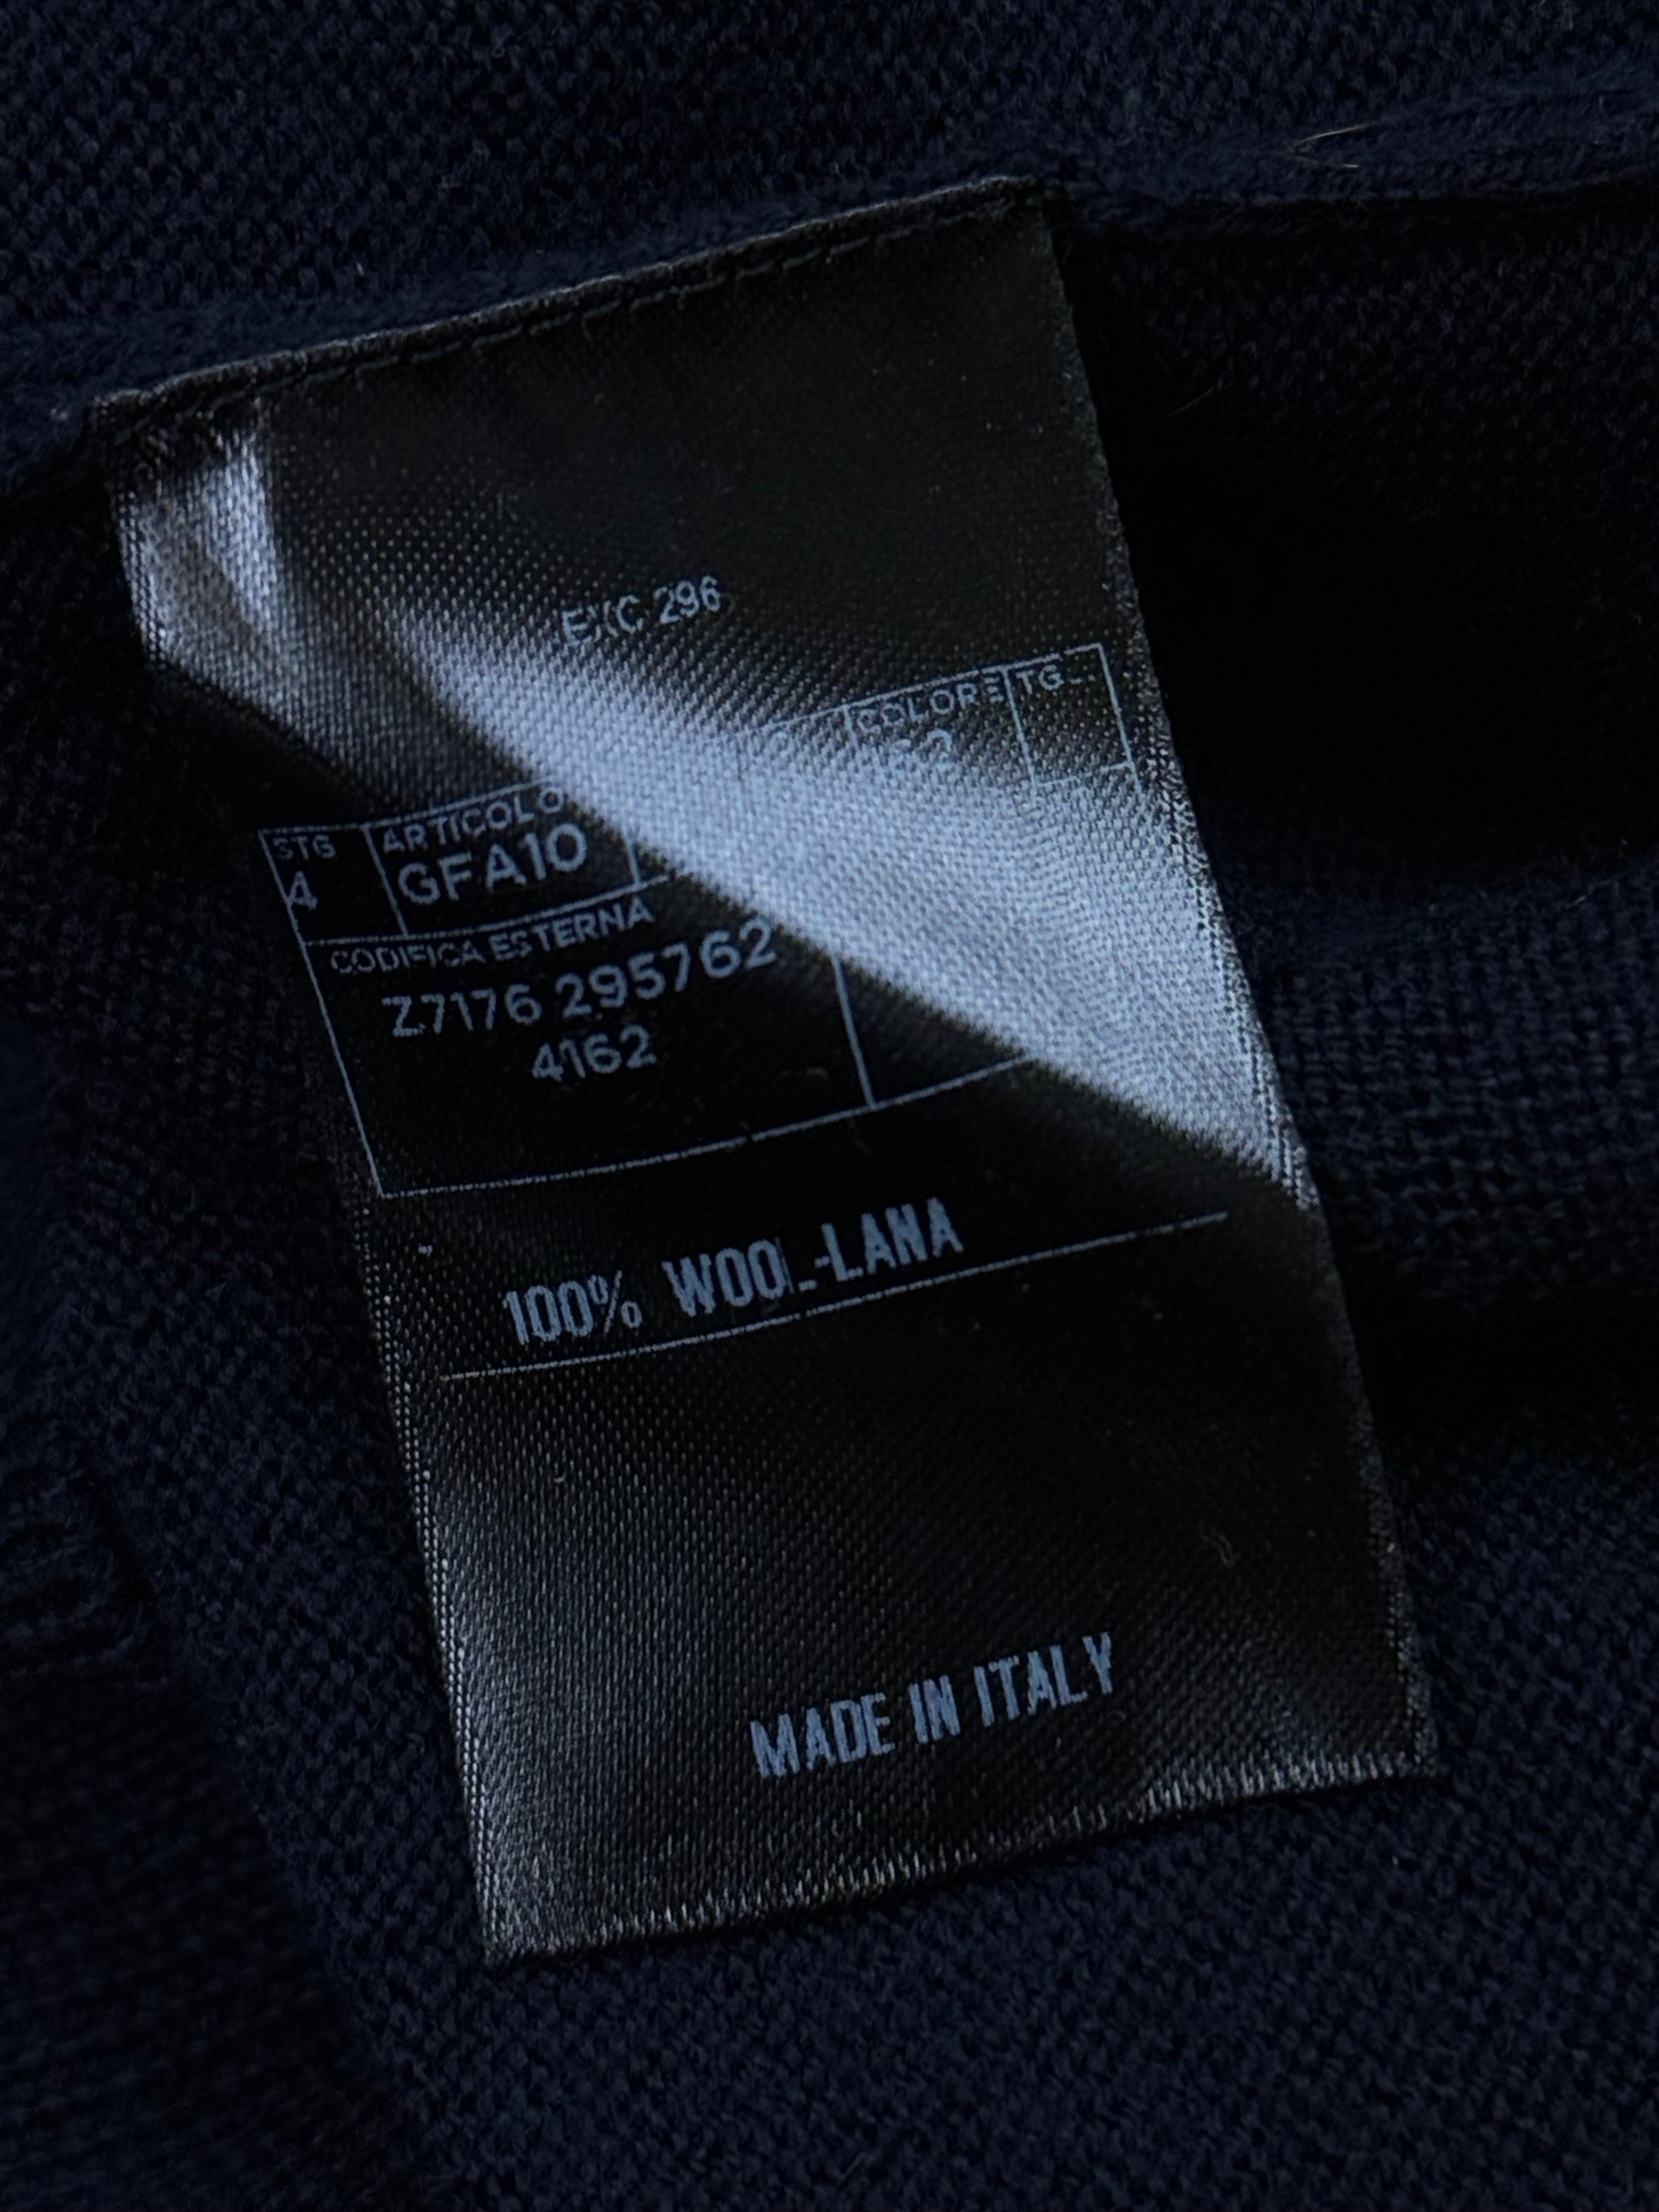 EXC 296
STG ARTICOLO COLORE TG.
4 GFA10
CODIFICA ESTERNA
Z7176 295762
4162
100% WOOL-LANA
MADE IN ITALY